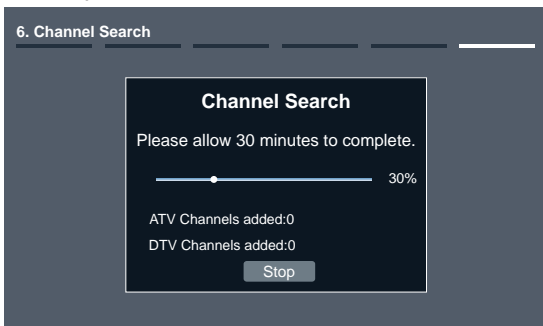 6. Channel Search
Channel Search
Please allow 30 minutes to complete.
30%
ATV Channels added:0
DTV Channels added:0
Stop